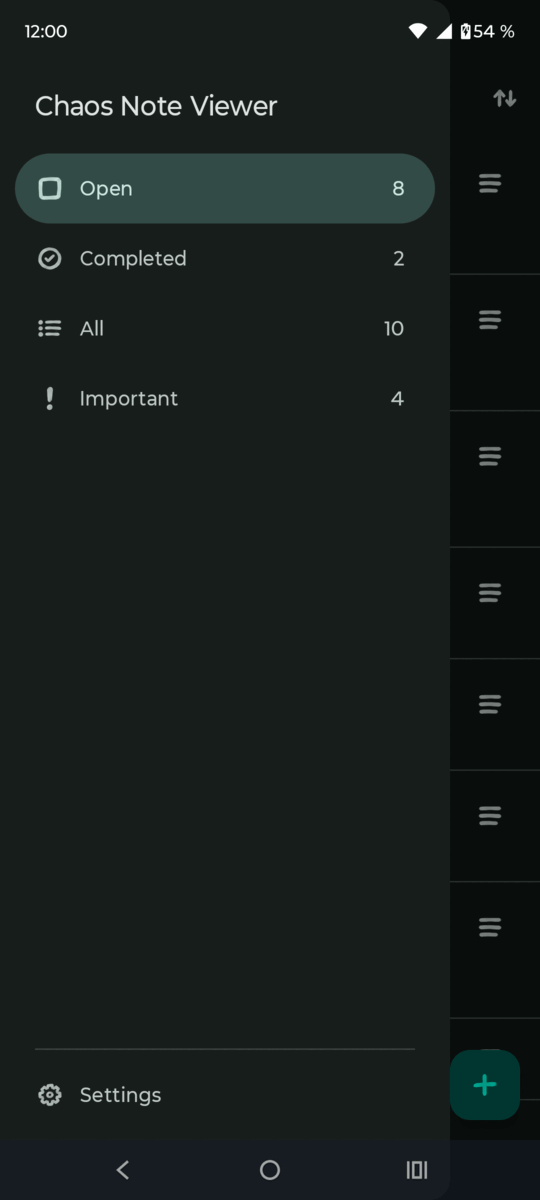 12:00
54 %
Chaos Note Viewer
Open 8
Completed 2
All 10
Important 4
Settings